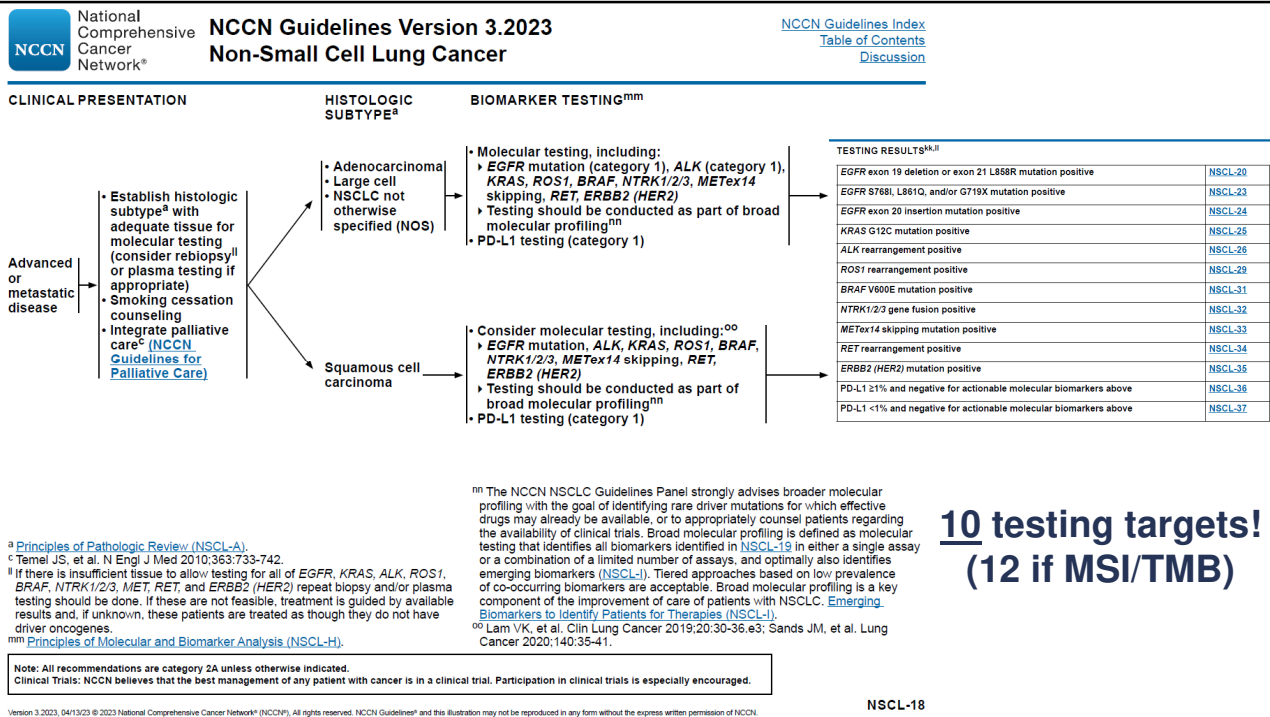 National
Comprehensive
Cancer
Network®
NCCN
NCCN Guidelines Version 3.2023
Non-Small Cell Lung Cancer
NCCN Guidelines Index
Table of Contents
Discussion
CLINICAL PRESENTATION
HISTOLOGIC
SUBTYPEa
BIOMARKER TESTINGmm
Advanced
or
metastatic
disease
• Establish histologic
subtypea with
adequate tissue for
molecular testing
(consider rebiopsyll
or plasma testing if
appropriate)
• Smoking cessation
counseling
• Integrate palliative
carec (NCCN
Guidelines for
Palliative Care)
• Adenocarcinoma
• Large cell
• NSCLC not
otherwise
specified (NOS)
• Molecular testing, including:
EGFR mutation (category 1), ALK (category 1),
KRAS, ROS1, BRAF, NTRK1/2/3, METex14
skipping, RET, ERBB2 (HER2)
Testing should be conducted as part of broad
molecular profilingnn
• PD-L1 testing (category 1)
Squamous cell
carcinoma
• Consider molecular testing, including:oo
EGFR mutation, ALK, KRAS, ROS1, BRAF,
NTRK1/2/3, METex14 skipping, RET,
ERBB2 (HER2)
Testing should be conducted as part of
broad molecular profilingnn
• PD-L1 testing (category 1)
TESTING RESULTSkk,ll
EGFR exon 19 deletion or exon 21 L858R mutation positive NSCL-20
EGFR S768I, L861Q, and/or G719X mutation positive NSCL-23
EGFR exon 20 insertion mutation positive NSCL-24
KRAS G12C mutation positive NSCL-25
ALK rearrangement positive NSCL-26
ROS1 rearrangement positive NSCL-29
BRAF V600E mutation positive NSCL-31
NTRK1/2/3 gene fusion positive NSCL-32
METex14 skipping mutation positive NSCL-33
RET rearrangement positive NSCL-34
ERBB2 (HER2) mutation positive NSCL-35
PD-L1 ≥1% and negative for actionable molecular biomarkers above NSCL-36
PD-L1 <1% and negative for actionable molecular biomarkers above NSCL-37
a Principles of Pathologic Review (NSCL-A).
c Temel JS, et al. N Engl J Med 2010;363:733-742.
ll If there is insufficient tissue to allow testing for all of EGFR, KRAS, ALK, ROS1,
BRAF, NTRK1/2/3, MET, RET, and ERBB2 (HER2) repeat biopsy and/or plasma
testing should be done. If these are not feasible, treatment is guided by available
results and, if unknown, these patients are treated as though they do not have
driver oncogenes.
mm Principles of Molecular and Biomarker Analysis (NSCL-H).
nn The NCCN NSCLC Guidelines Panel strongly advises broader molecular
profiling with the goal of identifying rare driver mutations for which effective
drugs may already be available, or to appropriately counsel patients regarding
the availability of clinical trials. Broad molecular profiling is defined as molecular
testing that identifies all biomarkers identified in NSCL-19 in either a single assay
or a combination of a limited number of assays, and optimally also identifies
emerging biomarkers (NSCL-I). Tiered approaches based on low prevalence
of co-occurring biomarkers are acceptable. Broad molecular profiling is a key
component of the improvement of care of patients with NSCLC. Emerging
Biomarkers to Identify Patients for Therapies (NSCL-I).
oo Lam VK, et al. Clin Lung Cancer 2019;20:30-36.e3; Sands JM, et al. Lung
Cancer 2020;140:35-41.
10 testing targets!
(12 if MSI/TMB)
Note: All recommendations are category 2A unless otherwise indicated.
Clinical Trials: NCCN believes that the best management of any patient with cancer is in a clinical trial. Participation in clinical trials is especially encouraged.
NSCL-18
Version 3.2023, 04/13/23 © 2023 National Comprehensive Cancer Network® (NCCN®), All rights reserved. NCCN Guidelines® and this illustration may not be reproduced in any form without the express written permission of NCCN.